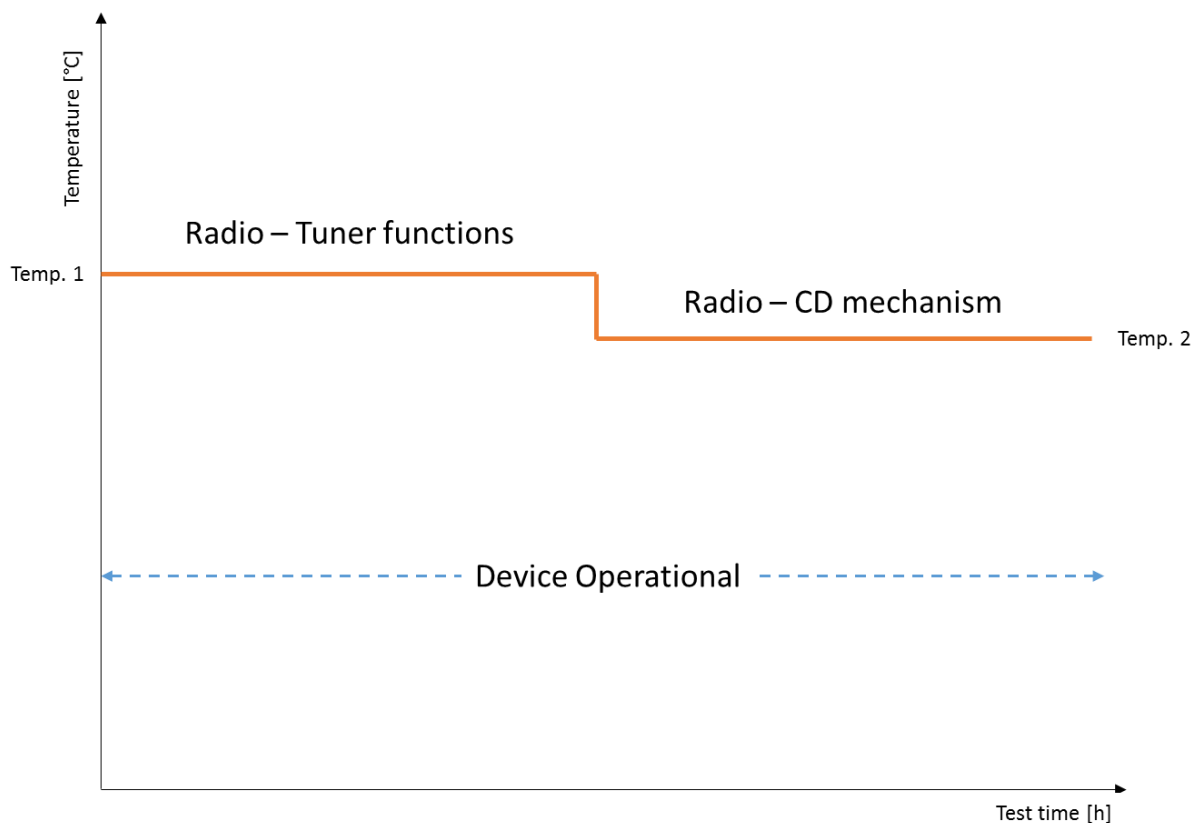 Temperature [°C]
Radio – Tuner functions
Temp. 1
Radio – CD mechanism
Temp. 2
Device Operational
Test time [h]